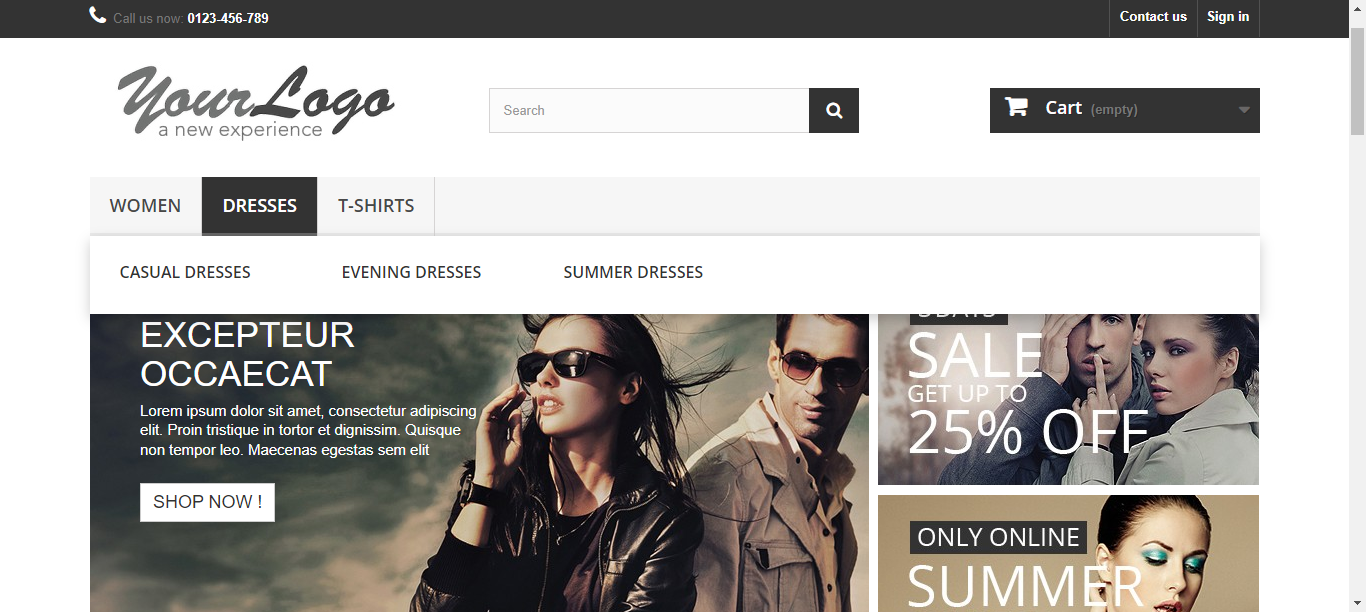 Call us now: 0123-456-789
Contact us
Sign in
YourLogo
a new experience
Search
Cart (empty)
WOMEN
DRESSES
T-SHIRTS
CASUAL DRESSES
EVENING DRESSES
SUMMER DRESSES
EXCEPTEUR
OCCAECAT
Lorem ipsum dolor sit amet, consectetur adipiscing
elit. Proin tristique in tortor et dignissim. Quisque
non tempor leo. Maecenas egestas sem elit
SHOP NOW !
SALE
GET UP TO
25% OFF
ONLY ONLINE
SUMMER